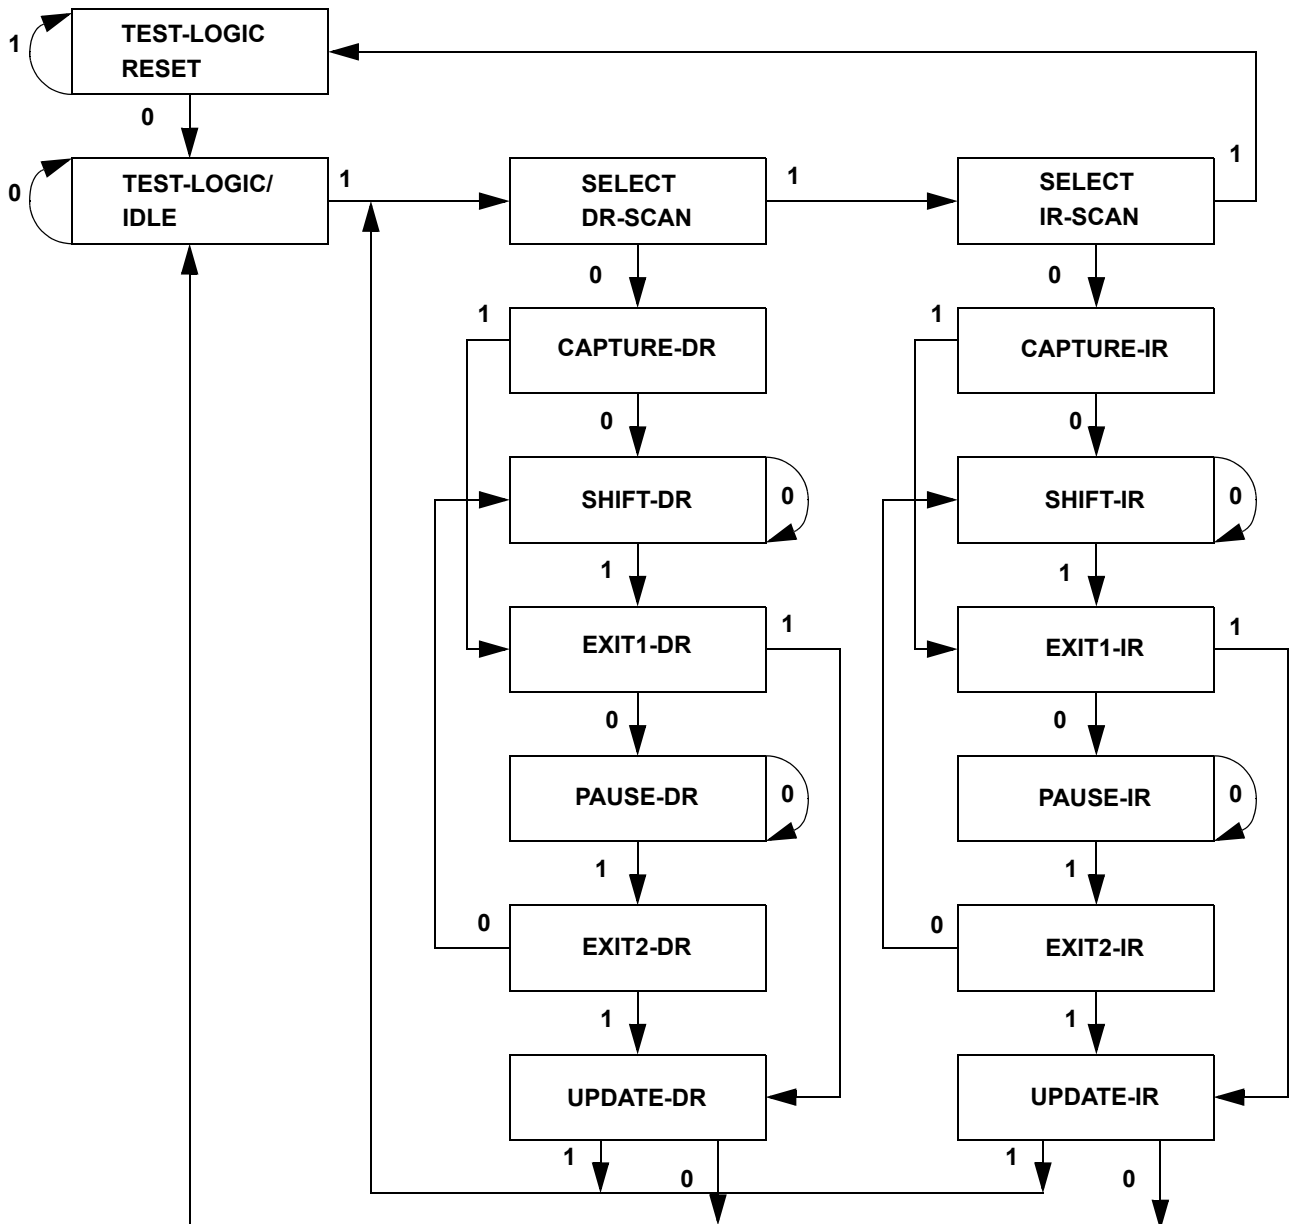 1
TEST-LOGIC
RESET
0
0
TEST-LOGIC/
IDLE
1
SELECT
DR-SCAN
1
SELECT
IR-SCAN
1
0
0
1
CAPTURE-DR
1
CAPTURE-IR
0
0
SHIFT-DR
0
SHIFT-IR
0
1
1
EXIT1-DR
1
EXIT1-IR
1
0
0
PAUSE-DR
0
PAUSE-IR
0
1
1
0
EXIT2-DR
0
EXIT2-IR
1
1
UPDATE-DR
UPDATE-IR
1
0
1
0